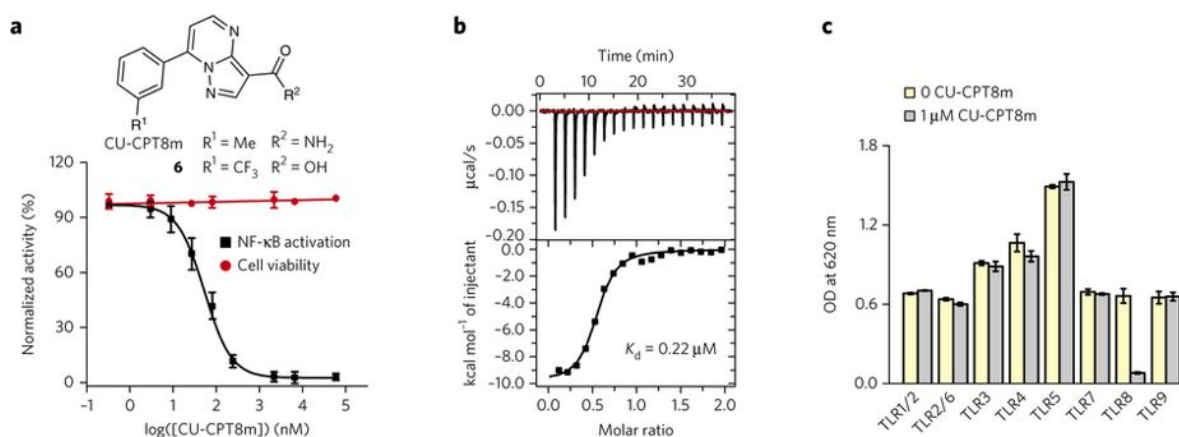 a
N
N
N
O
R²
R¹
CU-CPT8m R¹ = Me R² = NH₂
6 R¹ = CF₃ R² = OH
120
90
60
30
0
Normalized activity (%)
NF-κB activation
Cell viability
–1 0 1 2 3 4 5
log([CU-CPT8m]) (nM)
b
Time (min)
0 10 20 30
0.00
–0.05
–0.10
–0.15
–0.20
μcal/s
0.0
–2.0
–4.0
–6.0
–8.0
–10.0
kcal mol⁻¹ of injectant
Kd = 0.22 μM
0.0 0.5 1.0 1.5 2.0
Molar ratio
c
0 CU-CPT8m
1 μM CU-CPT8m
1.8
1.2
0.6
0
OD at 620 nm
TLR1/2
TLR2/6
TLR3
TLR4
TLR5
TLR7
TLR8
TLR9